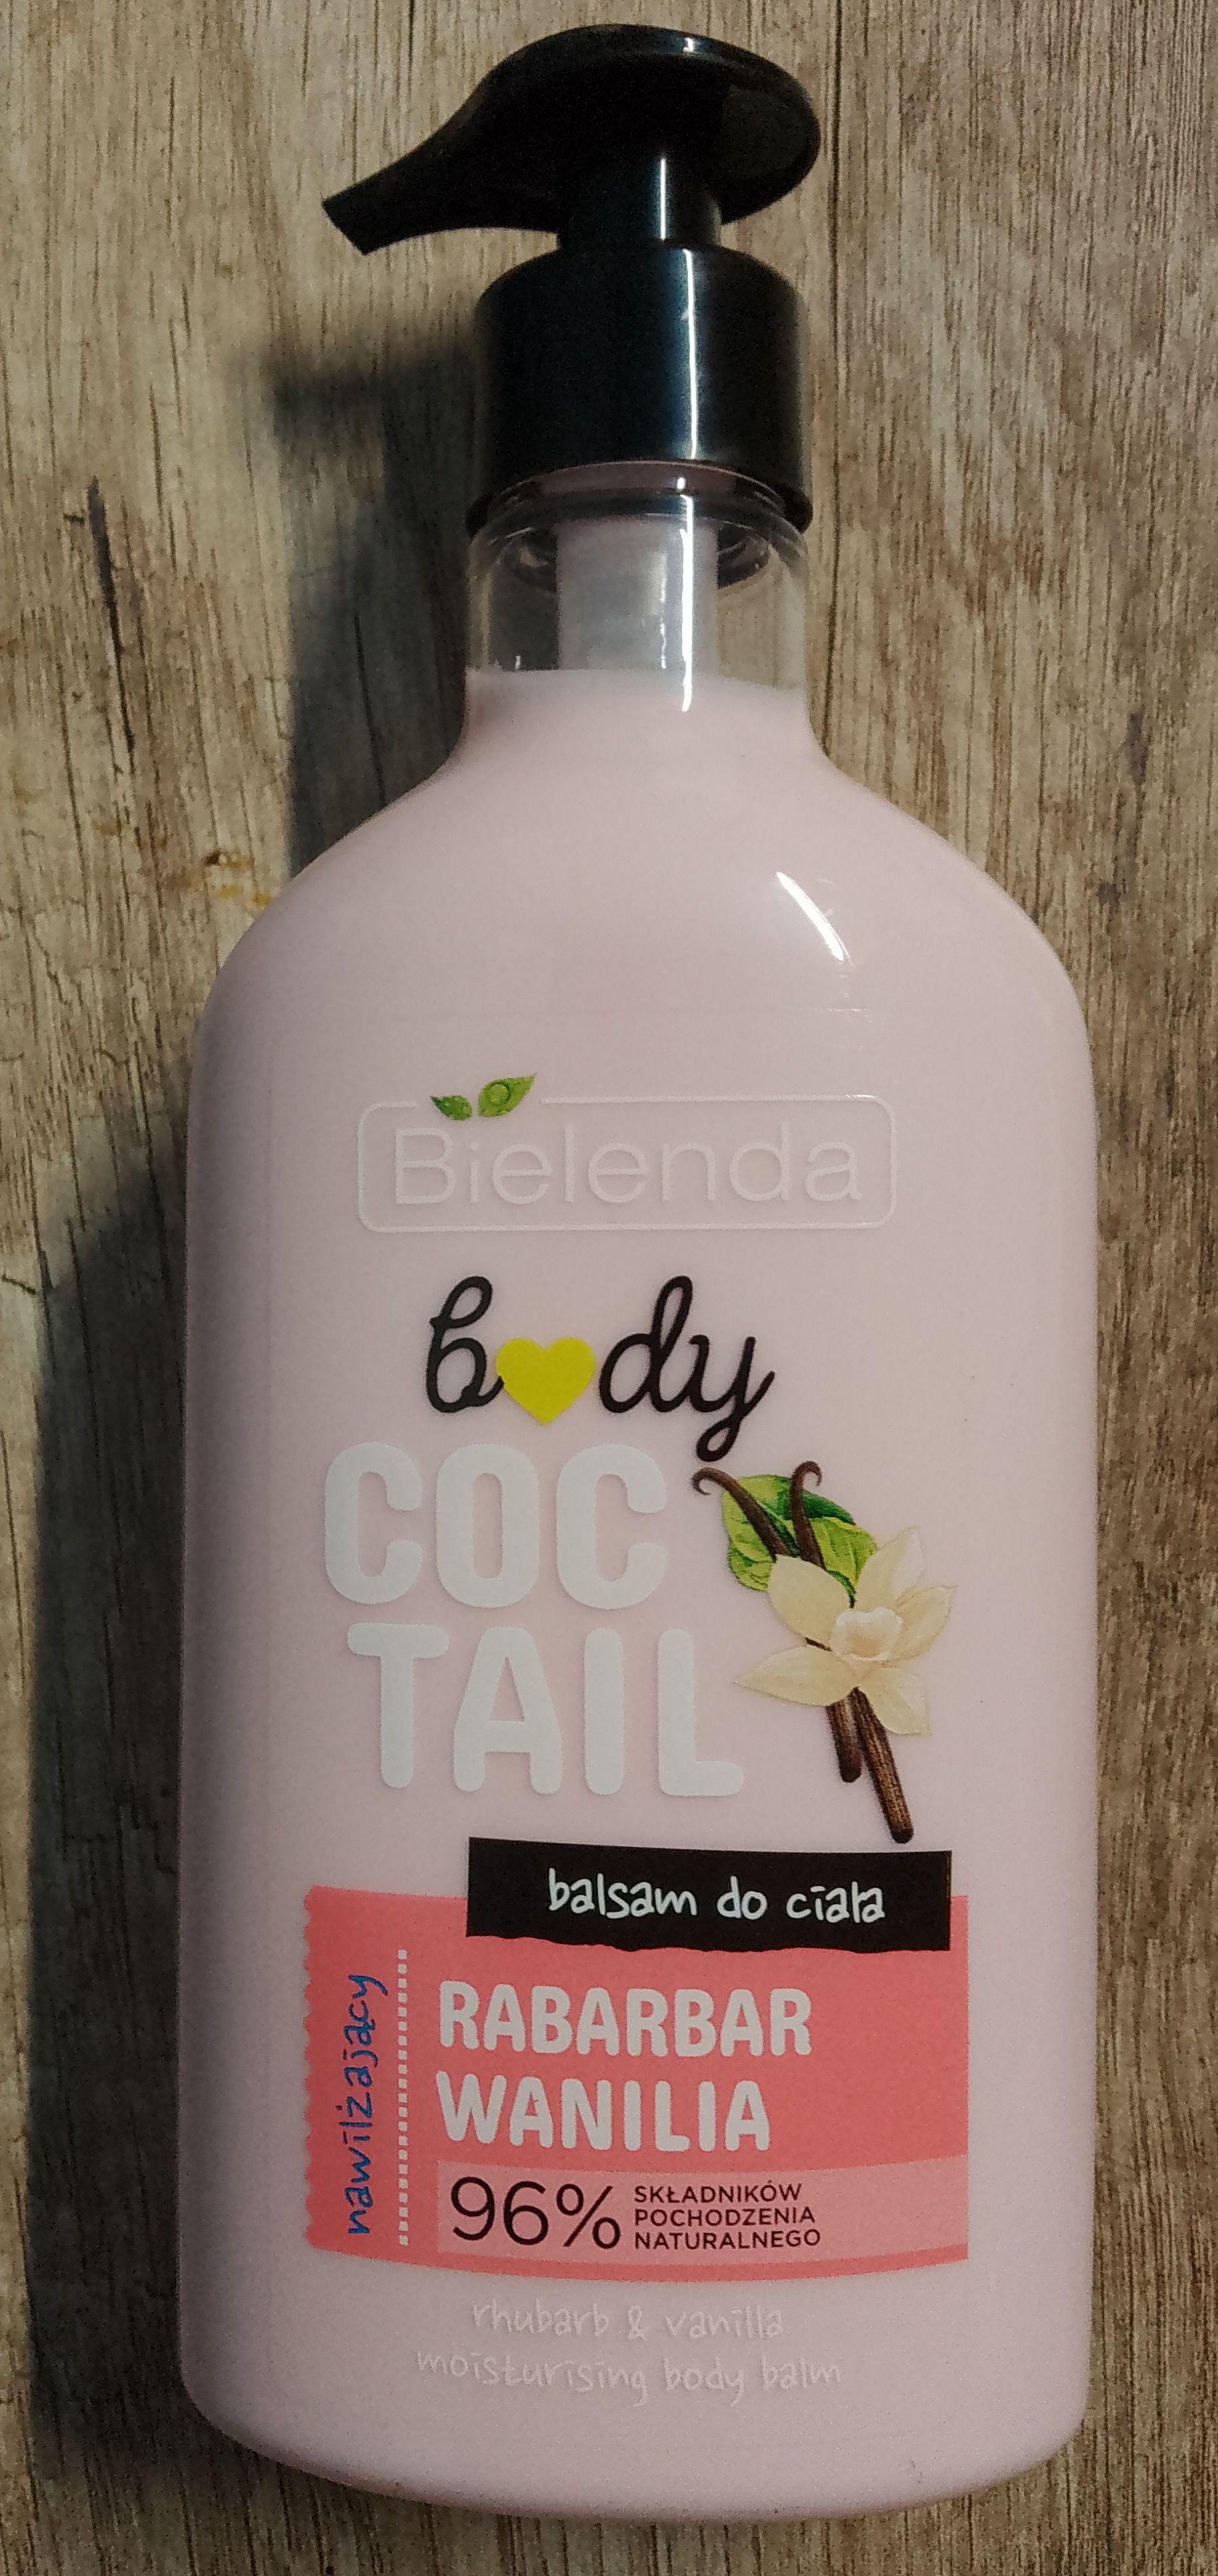 Bielenda
body
COC
TAIL
balsam do ciała
nawilżający
RABARBAR
WANILIA
96% SKŁADNIKÓW
POCHODZENIA
NATURALNEGO
rhubarb & vanilla
moisturising body balm